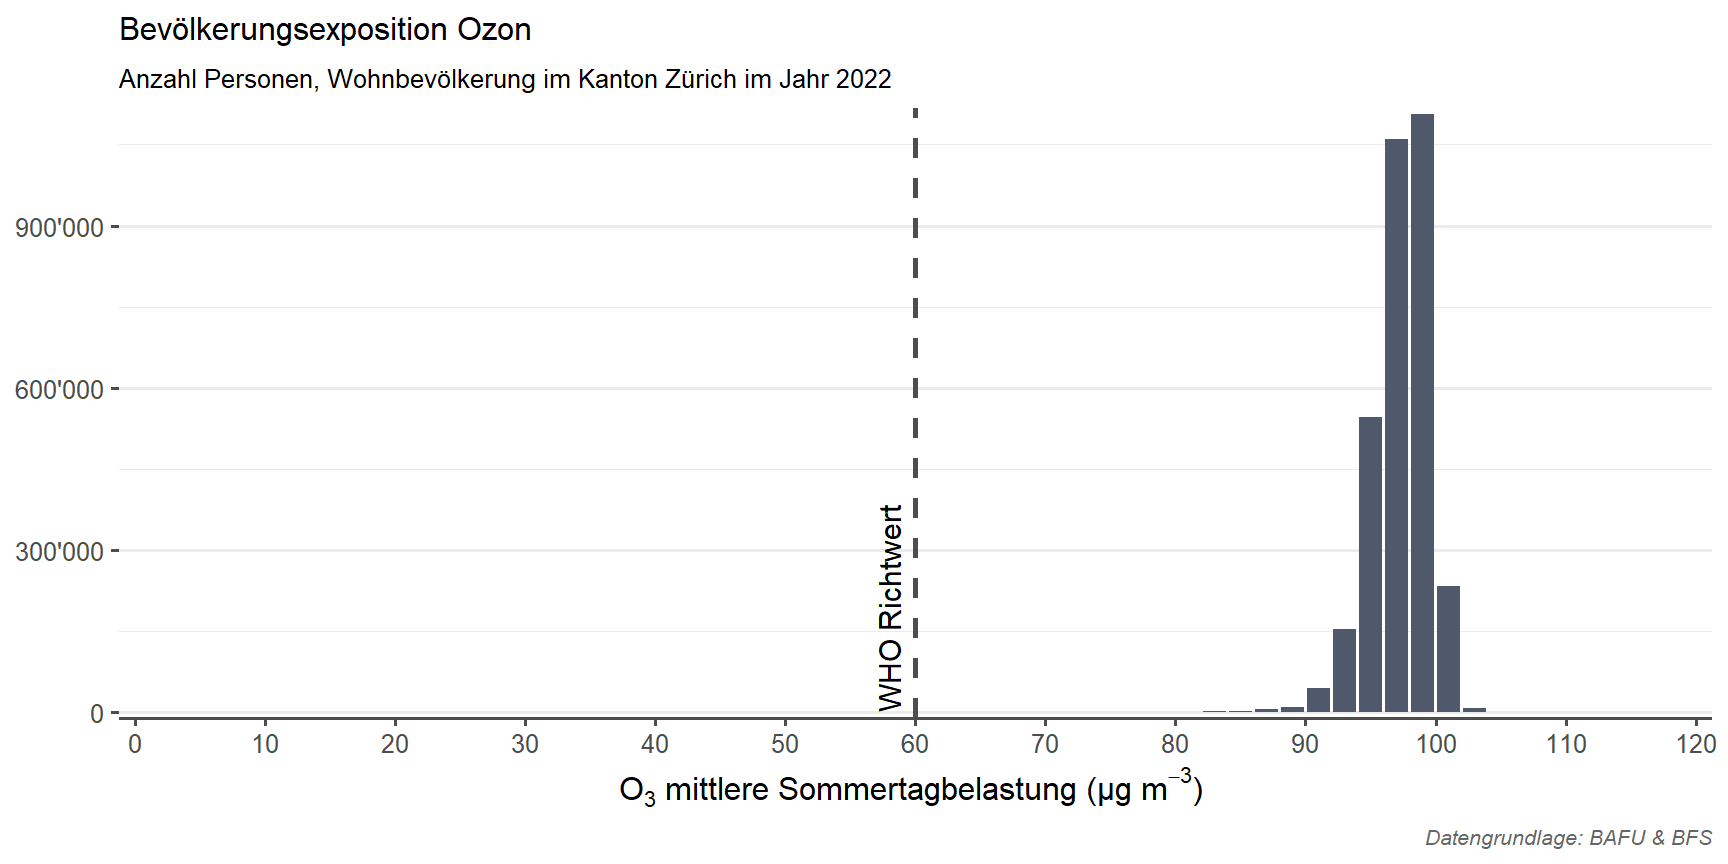 Bevölkerungsexposition Ozon
Anzahl Personen, Wohnbevölkerung im Kanton Zürich im Jahr 2022
900'000
600'000
300'000
0
WHO Richtwert
0 10 20 30 40 50 60 70 80 90 100 110 120
O₃ mittlere Sommertagbelastung (µg m⁻³)
Datengrundlage: BAFU & BFS